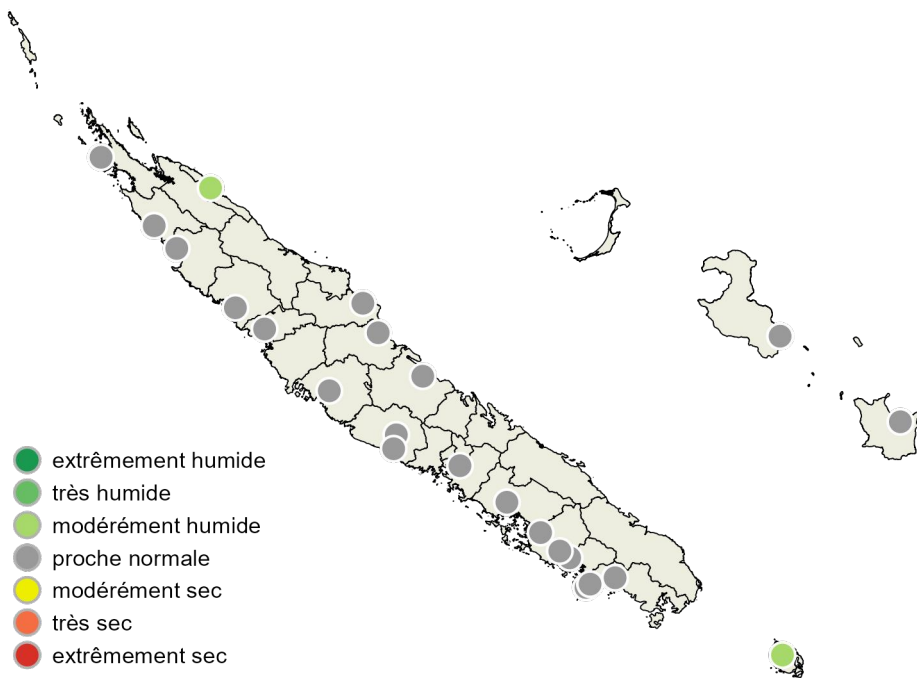 extrêmement humide
très humide
modérément humide
proche normale
modérément sec
très sec
extrêmement sec